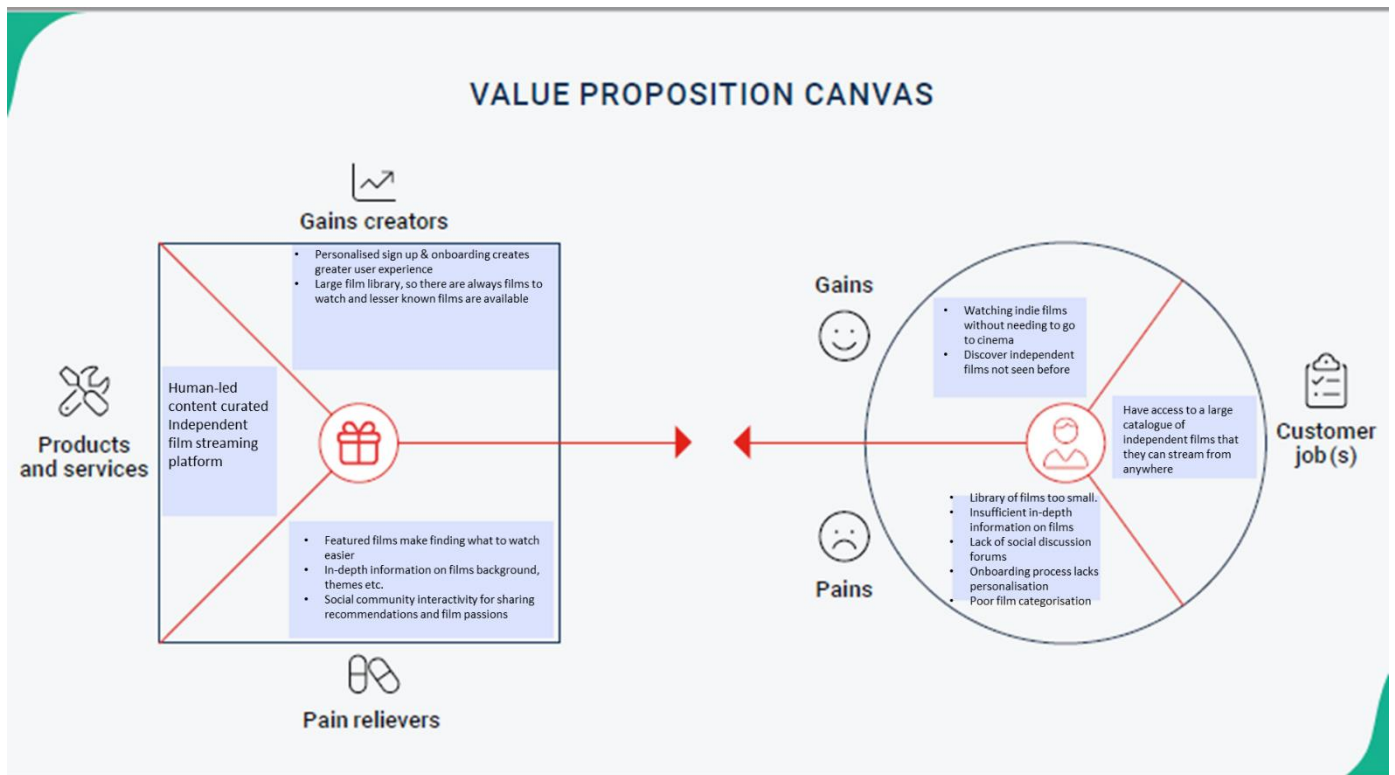 VALUE PROPOSITION CANVAS
Gains creators
• Personalised sign up & onboarding creates
greater user experience
• Large film library, so there are always films to
watch and lesser known films are available
Products
and services
Human-led
content curated
Independent
film streaming
platform
• Featured films make finding what to watch
easier
• In-depth information on films background,
themes etc.
• Social community interactivity for sharing
recommendations and film passions
Pain relievers
Gains
• Watching indie films
without needing to go
to cinema
• Discover independent
films not seen before
Have access to a large
catalogue of
independent films that
they can stream from
anywhere
Customer
job(s)
Pains
• Library of films too small.
• Insufficient in-depth
information on films
• Lack of social discussion
forums
• Onboarding process lacks
personalisation
• Poor film categorisation